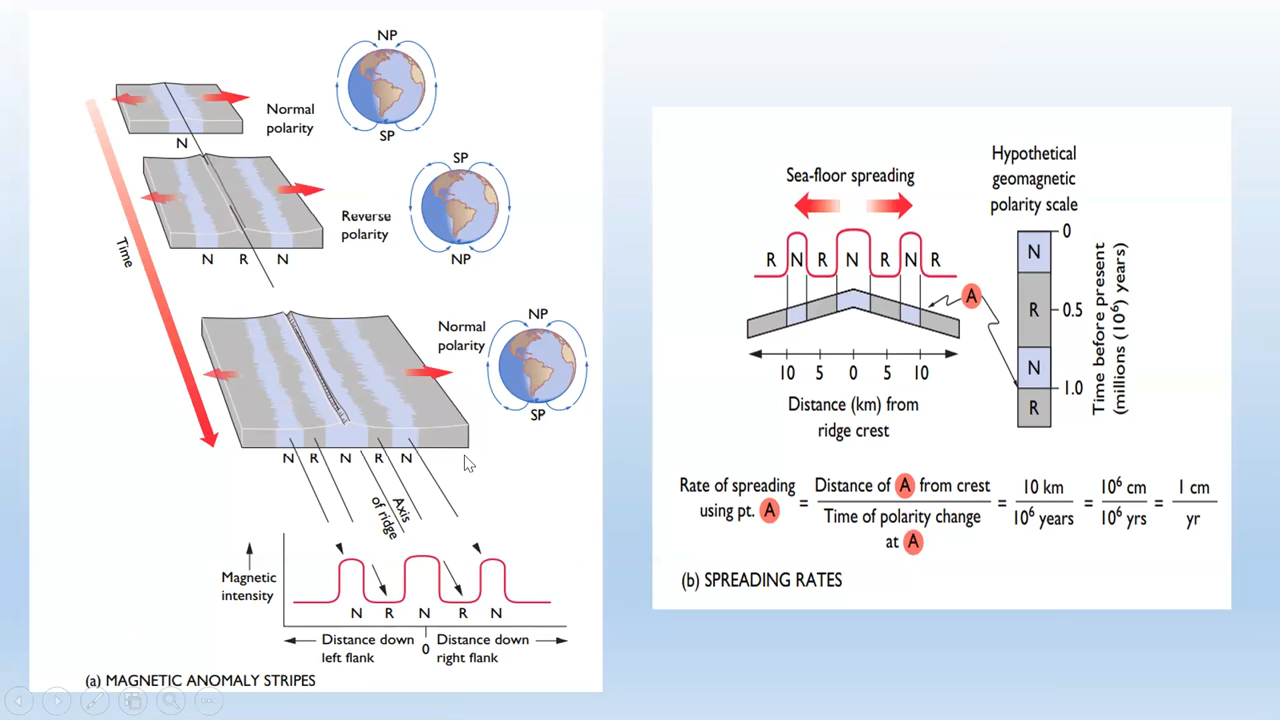 NP
Normal
polarity
SP
N
SP
Reverse
polarity
NP
N R N
Time
NP
Normal
polarity
SP
N R N R N
Axis
of ridge
Magnetic
intensity
N R N R N
Distance down
left flank
0
Distance down
right flank
(a) MAGNETIC ANOMALY STRIPES
Sea-floor spreading
R N R N R N R
A
10 5 0 5 10
Distance (km) from
ridge crest
Hypothetical
geomagnetic
polarity scale
0
N
R
0.5
N
1.0
R
Time before present
(millions (10⁶) years)
Rate of spreading
using pt. A
=
Distance of A from crest
Time of polarity change
at A
=
10 km
10⁶ years
=
10⁶ cm
10⁶ yrs
=
1 cm
yr
(b) SPREADING RATES